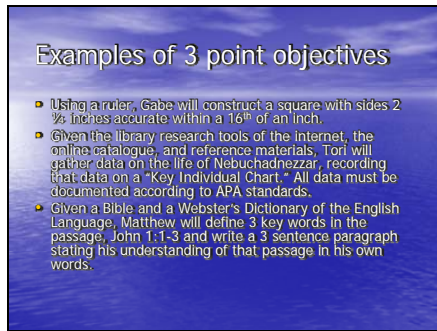 Examples of 3 point objectives
Using a ruler, Gabe will construct a square with sides 2
¼ inches accurate within a 16th of an inch.
Given the library research tools of the internet, the
online catalogue, and reference materials, Tori will
gather data on the life of Nebuchadnezzar, recording
that data on a "Key Individual Chart." All data must be
documented according to APA standards.
Given a Bible and a Webster's Dictionary of the English
Language, Matthew will define 3 key words in the
passage, John 1:1-3 and write a 3 sentence paragraph
stating his understanding of that passage in his own
words.